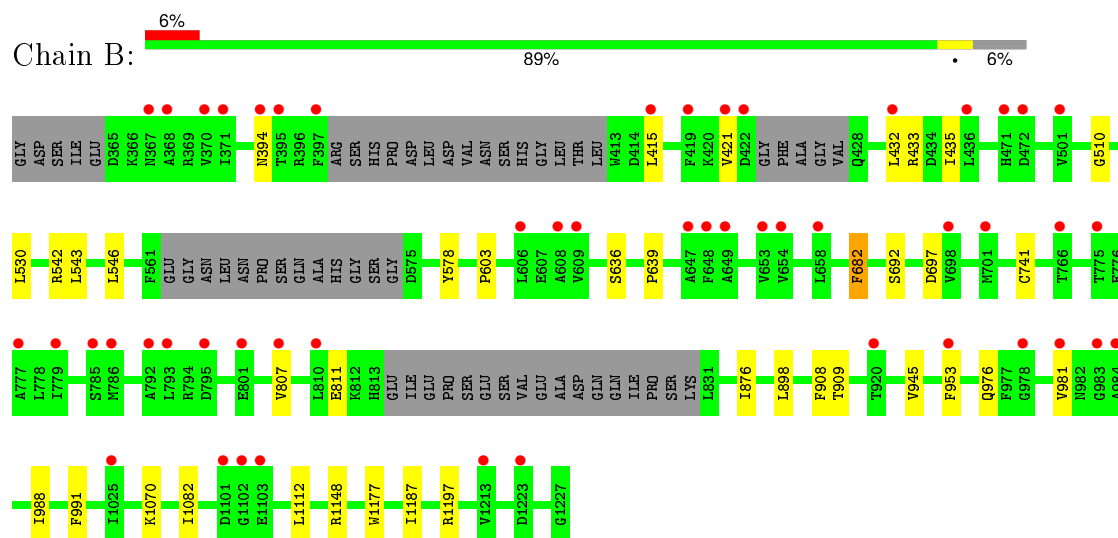 6%
Chain B:
89%
•
6%
GLY ASP SER ILE GLU D365 K366 N367 A368 R369 V370 I371 N394 T395 R396 F397 ARG SER HIS PRO ASP LEU ASP VAL ASN SER HIS GLY LEU THR LEU W413 D414 L415 F419 K420 V421 D422 GLY PHE ALA GLY VAL Q428 L432 R433 D434 I435 L436 H471 D472 V501 G510
L530 R542 L543 L546 F561 GLU GLY ASN LEU ASN PRO SER GLN ALA HIS GLY SER GLY D575 Y578 P603 L606 E607 A608 V609 S636 P639 A647 F648 A649 V653 V654 L658 F682 S692 D697 V698 M701 C741 T766 T775 E776
A777 L778 I779 S785 M786 A792 L793 R794 D795 E801 V807 L810 E811 K812 H813 GLU ILE GLU PRO SER GLU SER SER VAL GLU ALA ASP GLN GLN ILE PRO SER LYS L831 I876 L898 F908 T909 T920 V945 F953 Q976 F977 G978 V981 N982 G983 A984
I988 F991 I1025 K1070 I1082 D1101 G1102 E1103 L1112 R1148 W1177 I1187 R1197 V1213 D1223 G1227